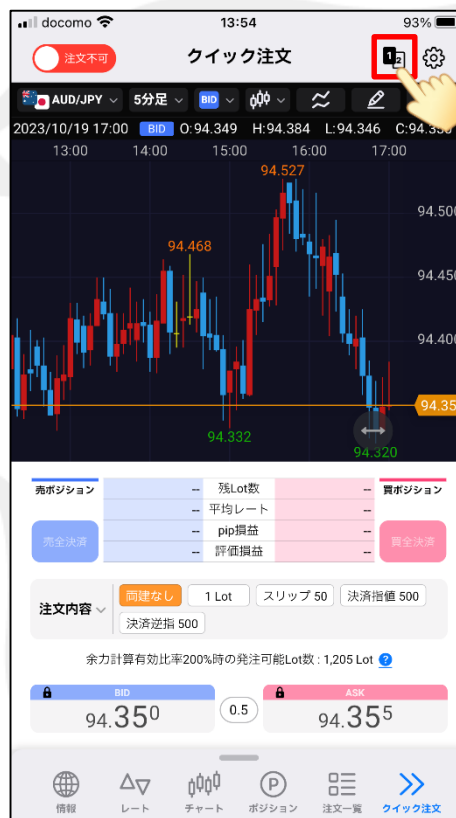 docomo 13:54 93%
注文不可 クイック注文 1 2
AUD/JPY 5分足 BID
2023/10/19 17:00 BID O:94.349 H:94.384 L:94.346
13:00 14:00 15:00 16:00 17:00
94.527
94.500
94.468
94.450
94.400
94.35
94.332
94.320
売ポジション -- 残Lot数 -- 買ポジション
-- 平均レート --
売全決済 -- pip損益 -- 買全決済
-- 評価損益 --
注文内容 両建なし 1 Lot スリップ 50 決済指値 500
決済逆指 500
余力計算有効比率200%時の発注可能Lot数 : 1,205 Lot ?
BID ASK
94.350 0.5 94.355
情報 レート チャート P ポジション 注文一覧 クイック注文